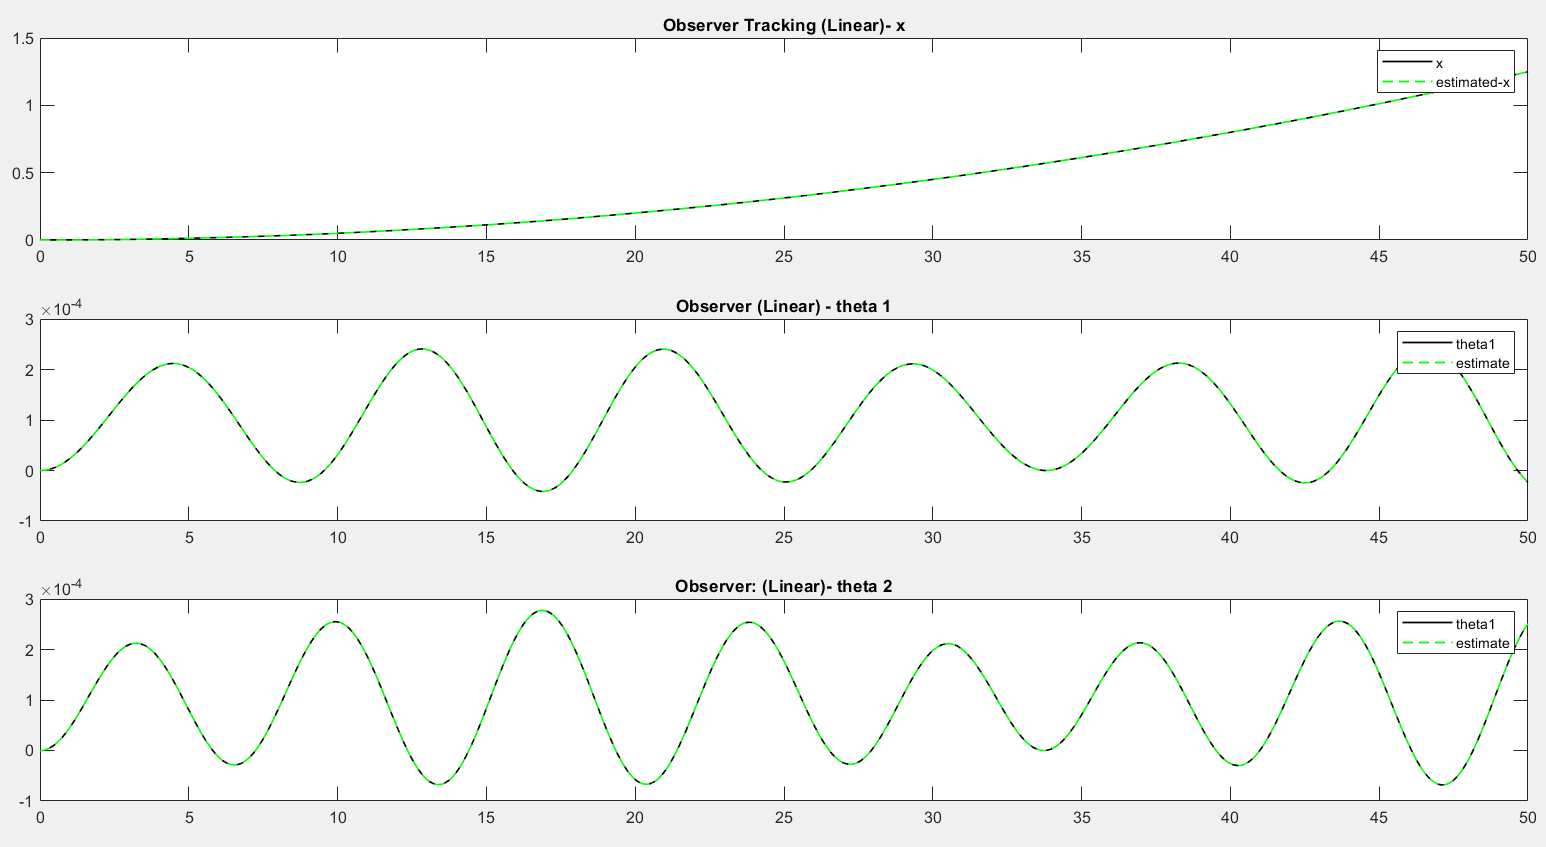 Observer Tracking (Linear)- x
1.5
1
0.5
0
x
estimated-x
0 5 10 15 20 25 30 35 40 45 50
Observer (Linear) - theta 1
×10-4
3
2
1
0
-1
theta1
estimate
0 5 10 15 20 25 30 35 40 45 50
Observer: (Linear)- theta 2
×10-4
3
2
1
0
-1
theta1
estimate
0 5 10 15 20 25 30 35 40 45 50